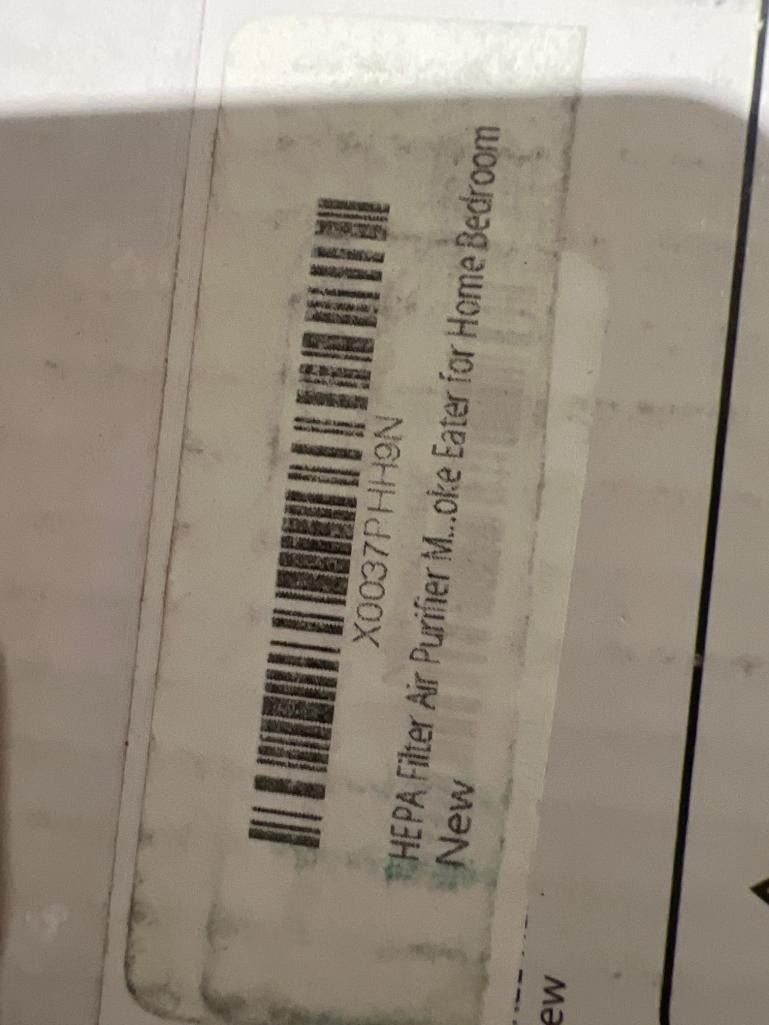 X0037PHH9N
HEPA Filter Air Purifier M...oke Eater for Home Bedroom
New
ew